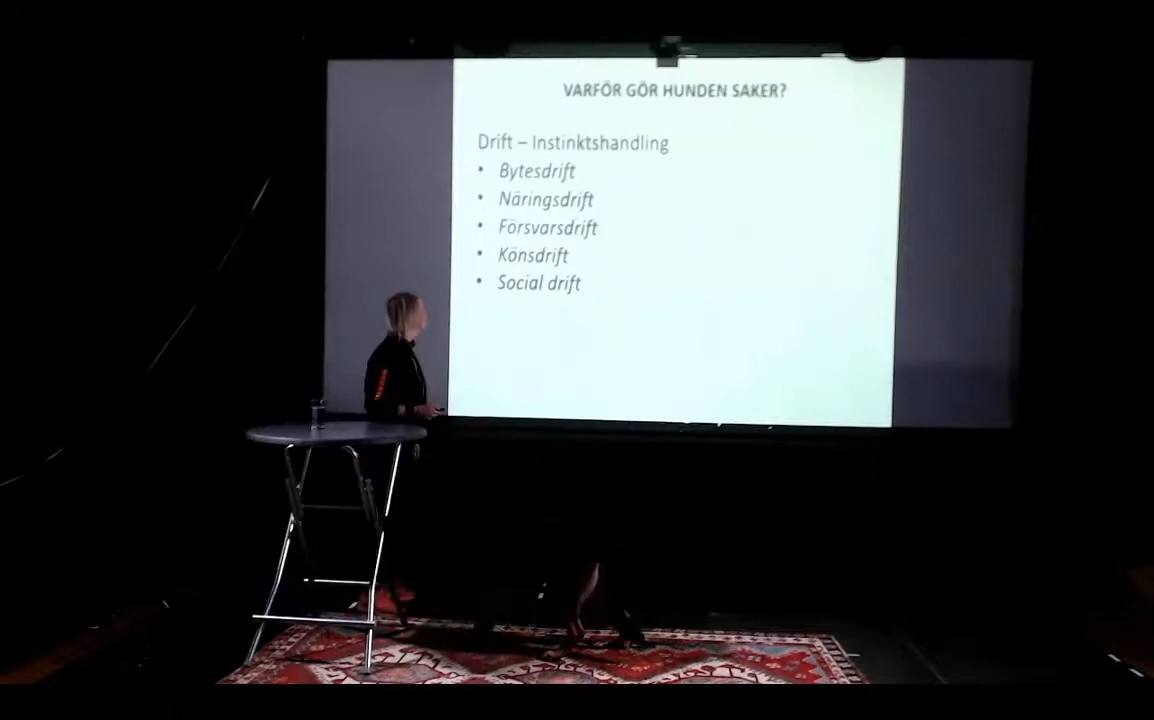 VARFÖR GÖR HUNDEN SAKER?
Drift – Instinktshandling
• Bytesdrift
• Näringsdrift
• Försvarsdrift
• Könsdrift
• Social drift